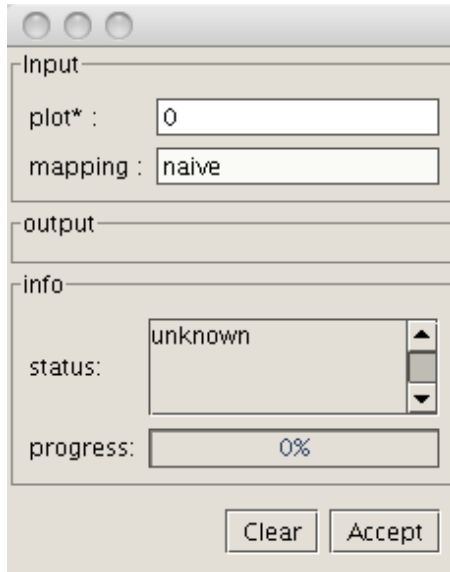 Input
plot* : 0
mapping : naive
output
info
status: unknown
progress: 0%
Clear Accept